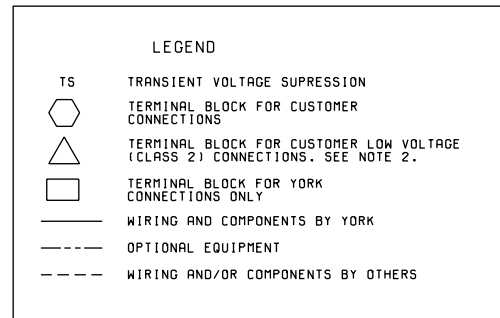 LEGEND
TS TRANSIENT VOLTAGE SUPRESSION
TERMINAL BLOCK FOR CUSTOMER
CONNECTIONS
TERMINAL BLOCK FOR CUSTOMER LOW VOLTAGE
(CLASS 2) CONNECTIONS. SEE NOTE 2.
TERMINAL BLOCK FOR YORK
CONNECTIONS ONLY
WIRING AND COMPONENTS BY YORK
OPTIONAL EQUIPMENT
WIRING AND/OR COMPONENTS BY OTHERS